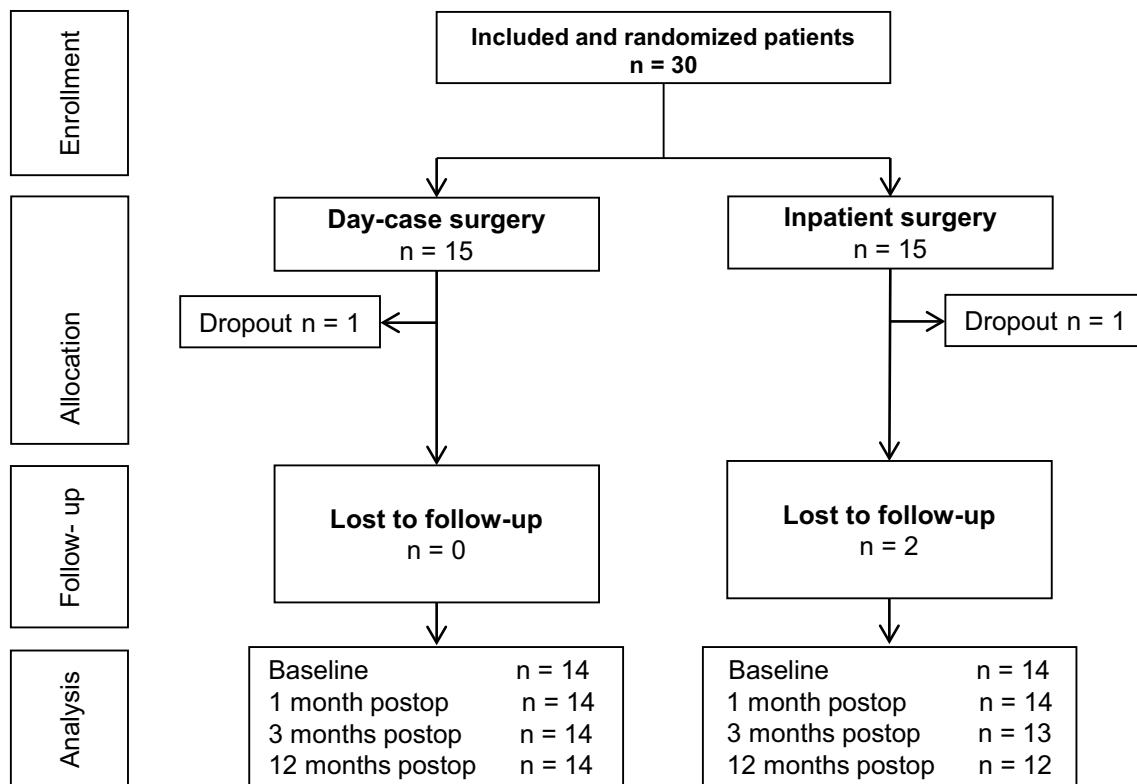 Enrollment
Included and randomized patients
n = 30
Allocation
Day-case surgery
n = 15
Inpatient surgery
n = 15
Dropout n = 1
Dropout n = 1
Follow- up
Lost to follow-up
n = 0
Lost to follow-up
n = 2
Analysis
Baseline n = 14
1 month postop n = 14
3 months postop n = 14
12 months postop n = 14
Baseline n = 14
1 month postop n = 14
3 months postop n = 13
12 months postop n = 12